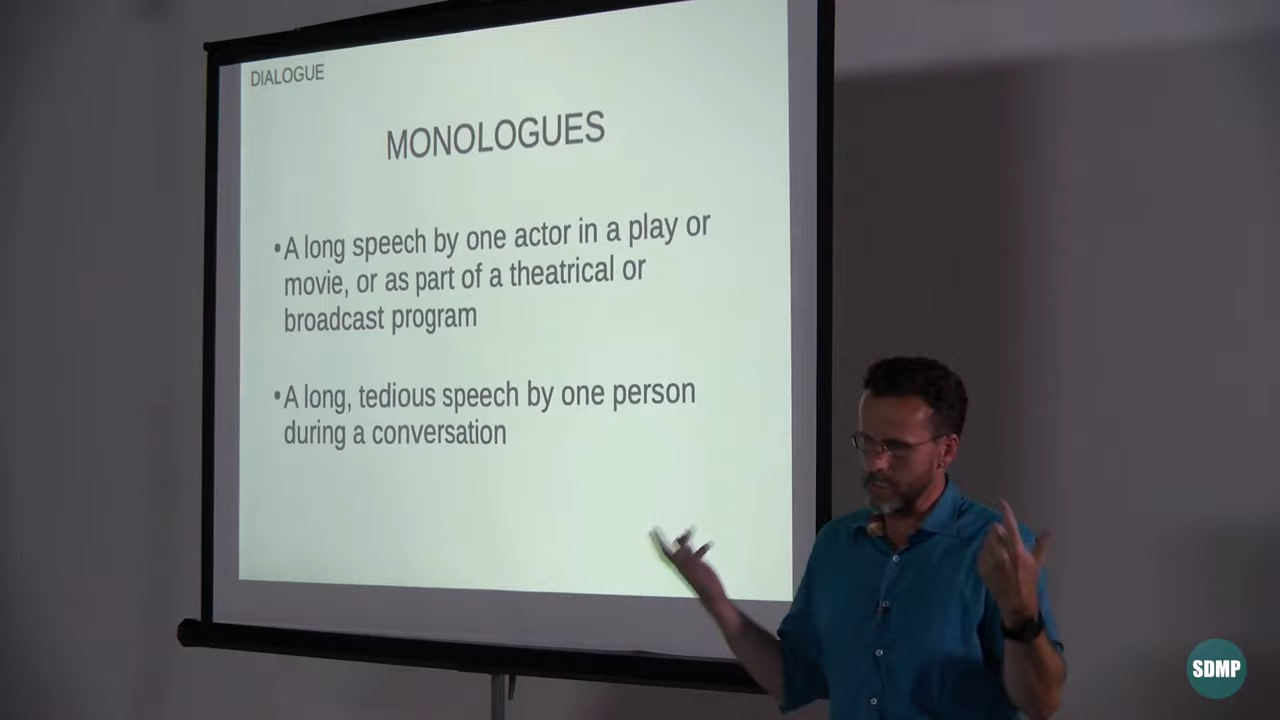 DIALOGUE
MONOLOGUES
•A long speech by one actor in a play or
movie, or as part of a theatrical or
broadcast program
•A long, tedious speech by one person
during a conversation
SDMP